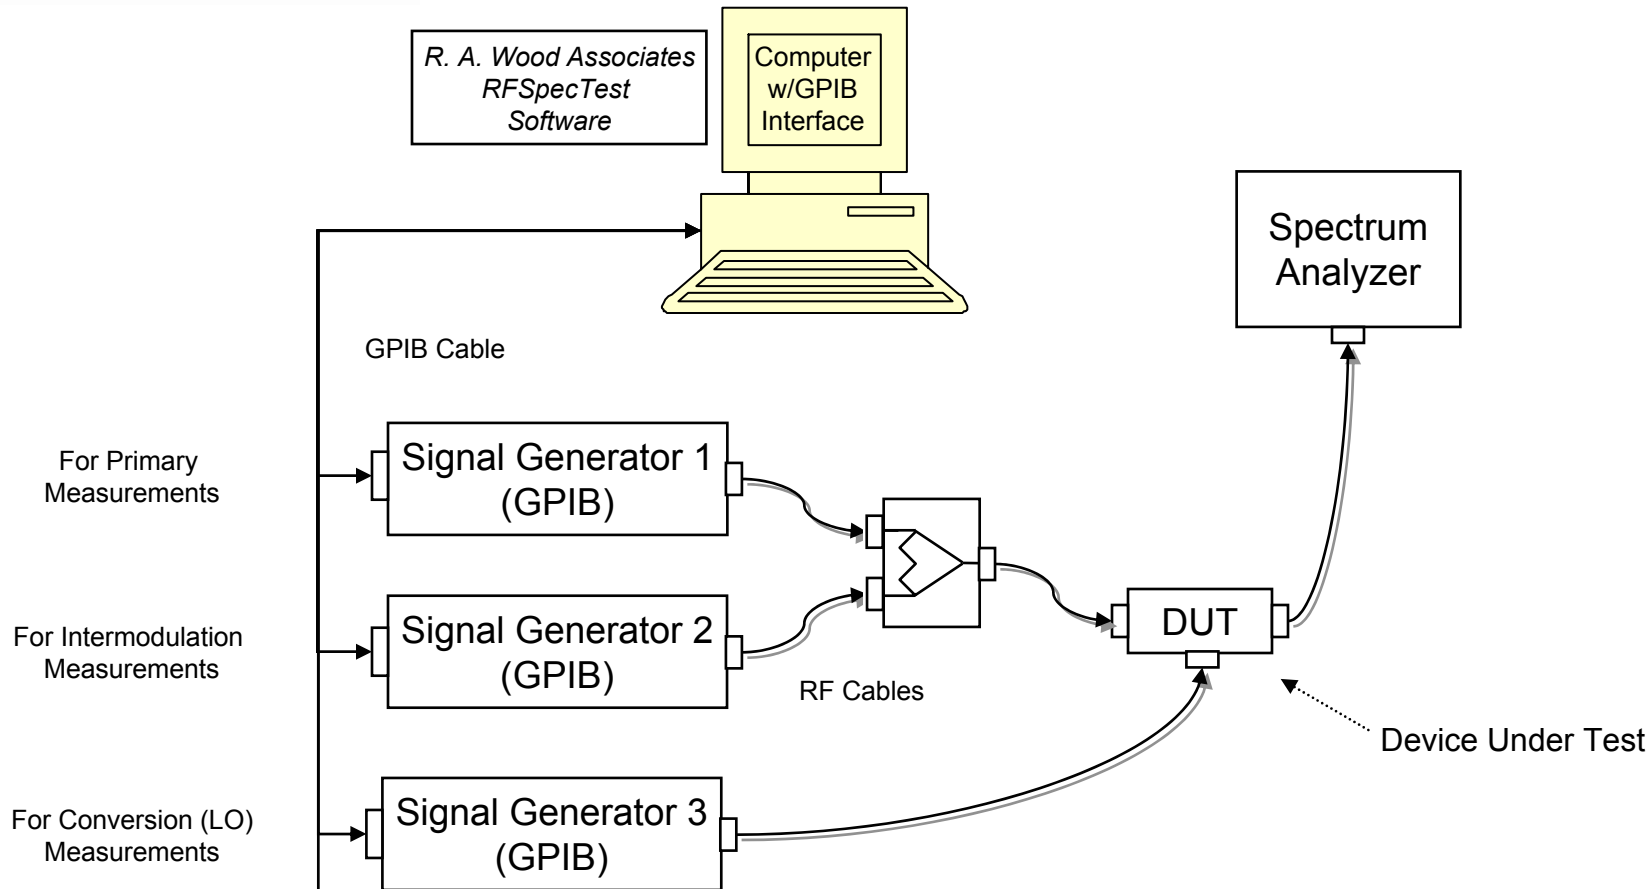 R. A. Wood Associates
RFSpecTest
Software
Computer
w/GPIB
Interface
Spectrum
Analyzer
GPIB Cable
For Primary
Measurements
Signal Generator 1
(GPIB)
For Intermodulation
Measurements
Signal Generator 2
(GPIB)
DUT
RF Cables
Device Under Test
For Conversion (LO)
Measurements
Signal Generator 3
(GPIB)